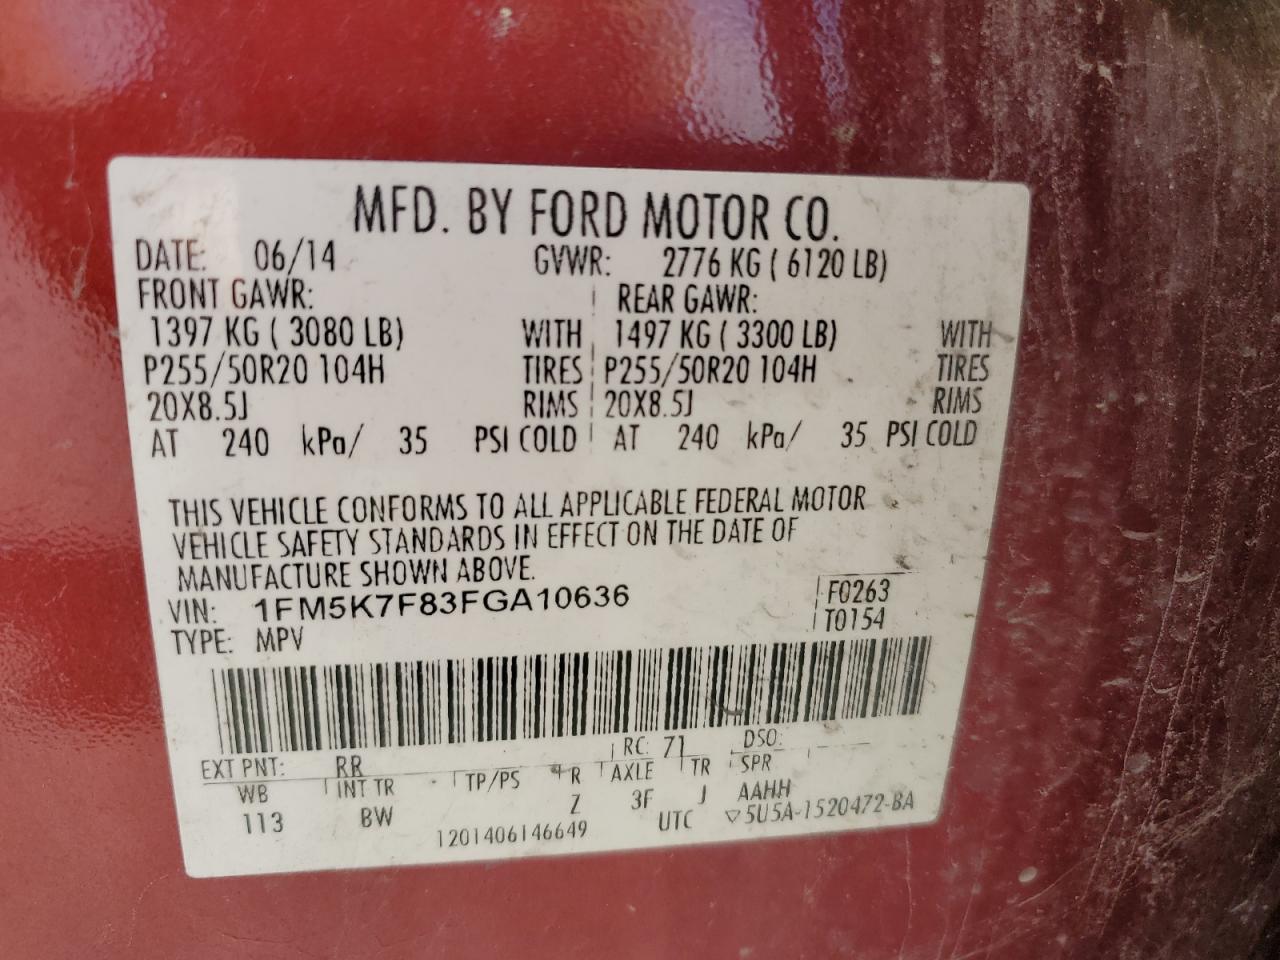 MFD. BY FORD MOTOR CO.
DATE: 06/14 GVWR: 2776 KG ( 6120 LB)
FRONT GAWR: REAR GAWR:
1397 KG ( 3080 LB) WITH 1497 KG ( 3300 LB) WITH
P255/50R20 104H TIRES P255/50R20 104H TIRES
20X8.5J RIMS 20X8.5J RIMS
AT 240 kPa/ 35 PSI COLD AT 240 kPa/ 35 PSI COLD
THIS VEHICLE CONFORMS TO ALL APPLICABLE FEDERAL MOTOR
VEHICLE SAFETY STANDARDS IN EFFECT ON THE DATE OF
MANUFACTURE SHOWN ABOVE.
VIN: 1FM5K7F83FGA10636 F0263
TYPE: MPV T0154
EXT PNT: RR RC: 71 DSO:
WB INT TR TP/PS R AXLE TR SPR
113 BW Z 3F J AAHH
1201406146649 UTC ▽5U5A-1520472-BA